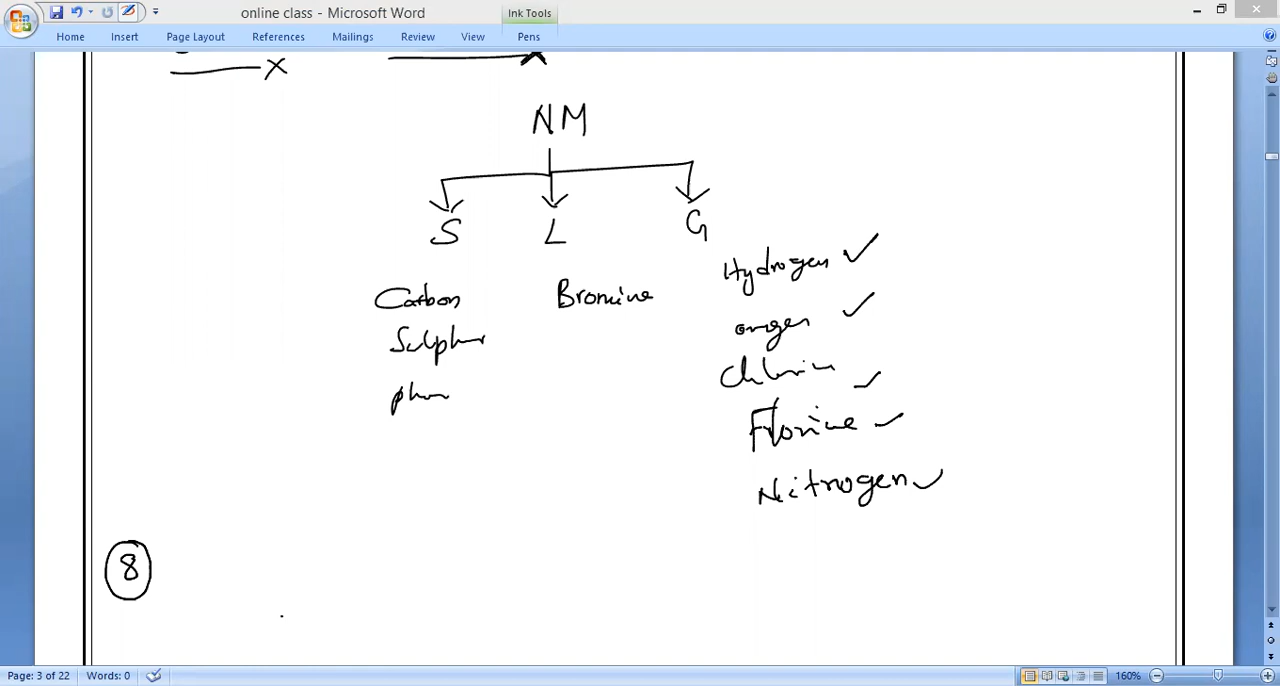 online class - Microsoft Word
Ink Tools
Home Insert Page Layout References Mailings Review View Pens
NM
S L G
Hydrogen
Carbon Bromine
oxygen
Sulphur
Chlorine
phos
Florine
Nitrogen
8
Page: 3 of 22 Words: 0 160%